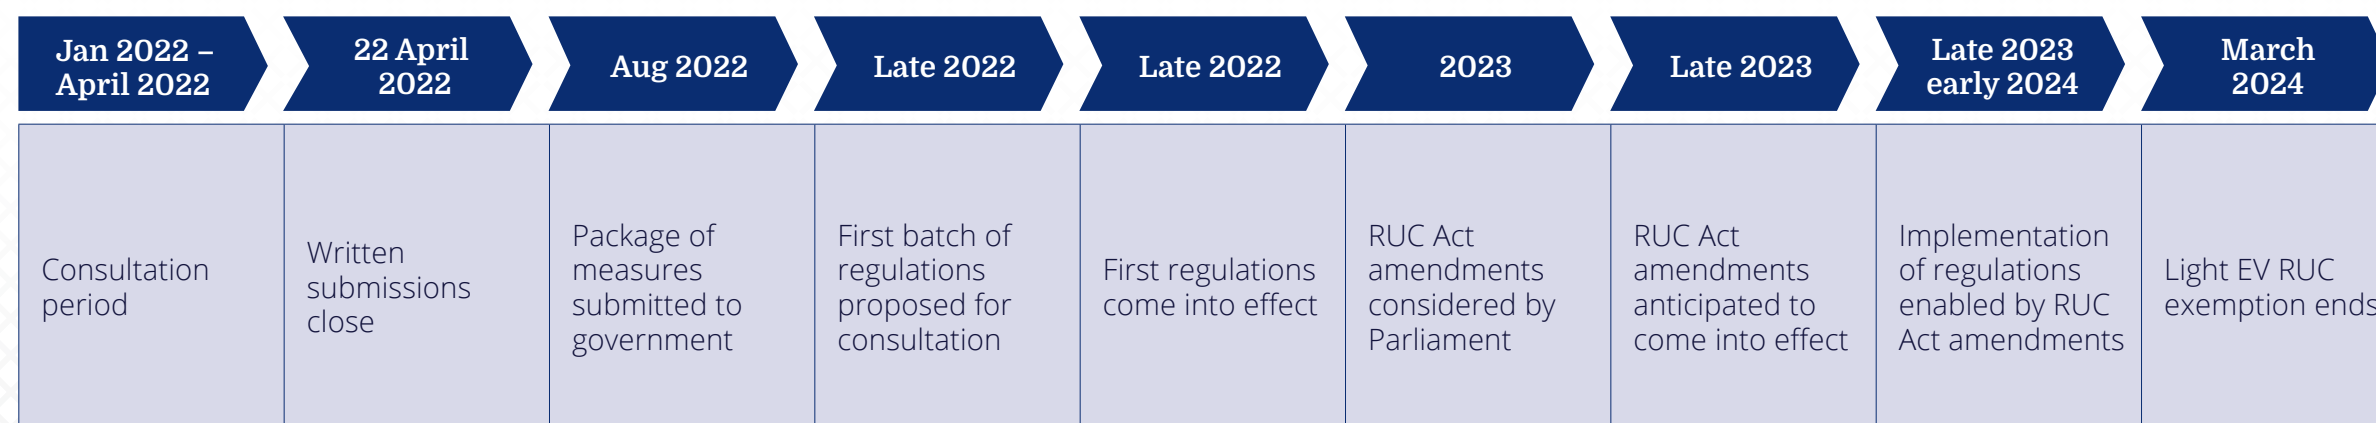 Jan 2022 –
April 2022
22 April
2022
Aug 2022
Late 2022
Late 2022
2023
Late 2023
Late 2023
early 2024
March
2024
Consultation
period
Written
submissions
close
Package of
measures
submitted to
government
First batch of
regulations
proposed for
consultation
First regulations
come into effect
RUC Act
amendments
considered by
Parliament
RUC Act
amendments
anticipated to
come into effect
Implementation
of regulations
enabled by RUC
Act amendments
Light EV RUC
exemption ends